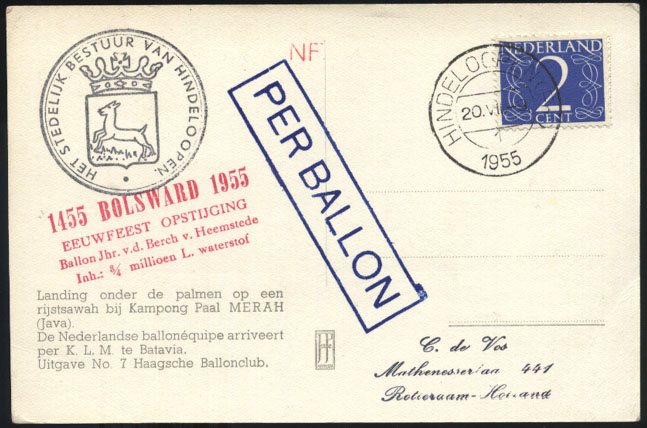 HET STEDELIJK BESTUUR VAN HINDELOOPEN.
NF
NEDERLAND
2
CENT
20.VI
1955
PER BALLON
1455 BOLSWARD 1955
EEUWFEEST OPSTIJGING
Ballon Jhr. v.d. Berch v. Heemstede
Inh.: ¾ millioen L. waterstof
Landing onder de palmen op een
rijstsawah bij Kampong Paal MERAH
(Java).
De Nederlandse ballonéquipe arriveert
per K. L. M. te Batavia.
Uitgave No. 7 Haagsche Ballonclub.
C. de Vos
Mathenesserlaan 441
Rotterdam-Holland